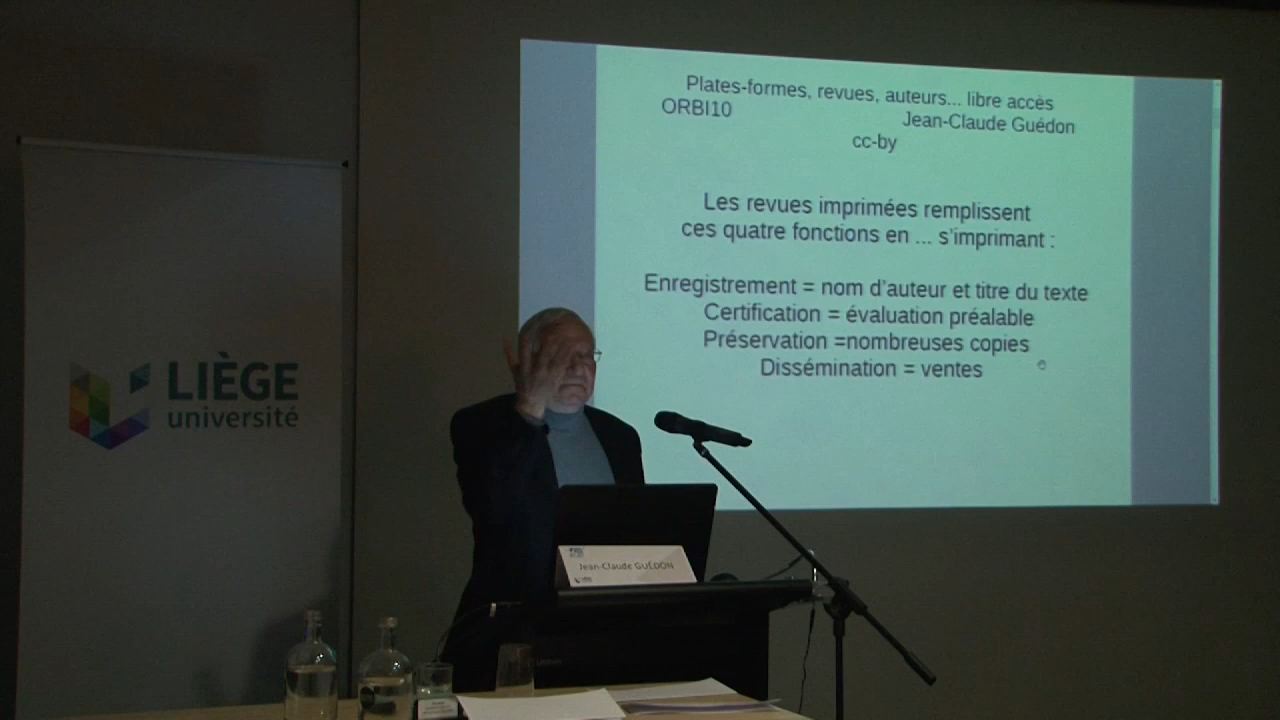 Plates-formes, revues, auteurs... libre accès
ORBI10 Jean-Claude Guédon
cc-by
Les revues imprimées remplissent
ces quatre fonctions en ... s'imprimant :
Enregistrement = nom d'auteur et titre du texte
Certification = évaluation préalable
Préservation =nombreuses copies
Dissémination = ventes
LIÈGE
université
Jean-Claude GUÉDON